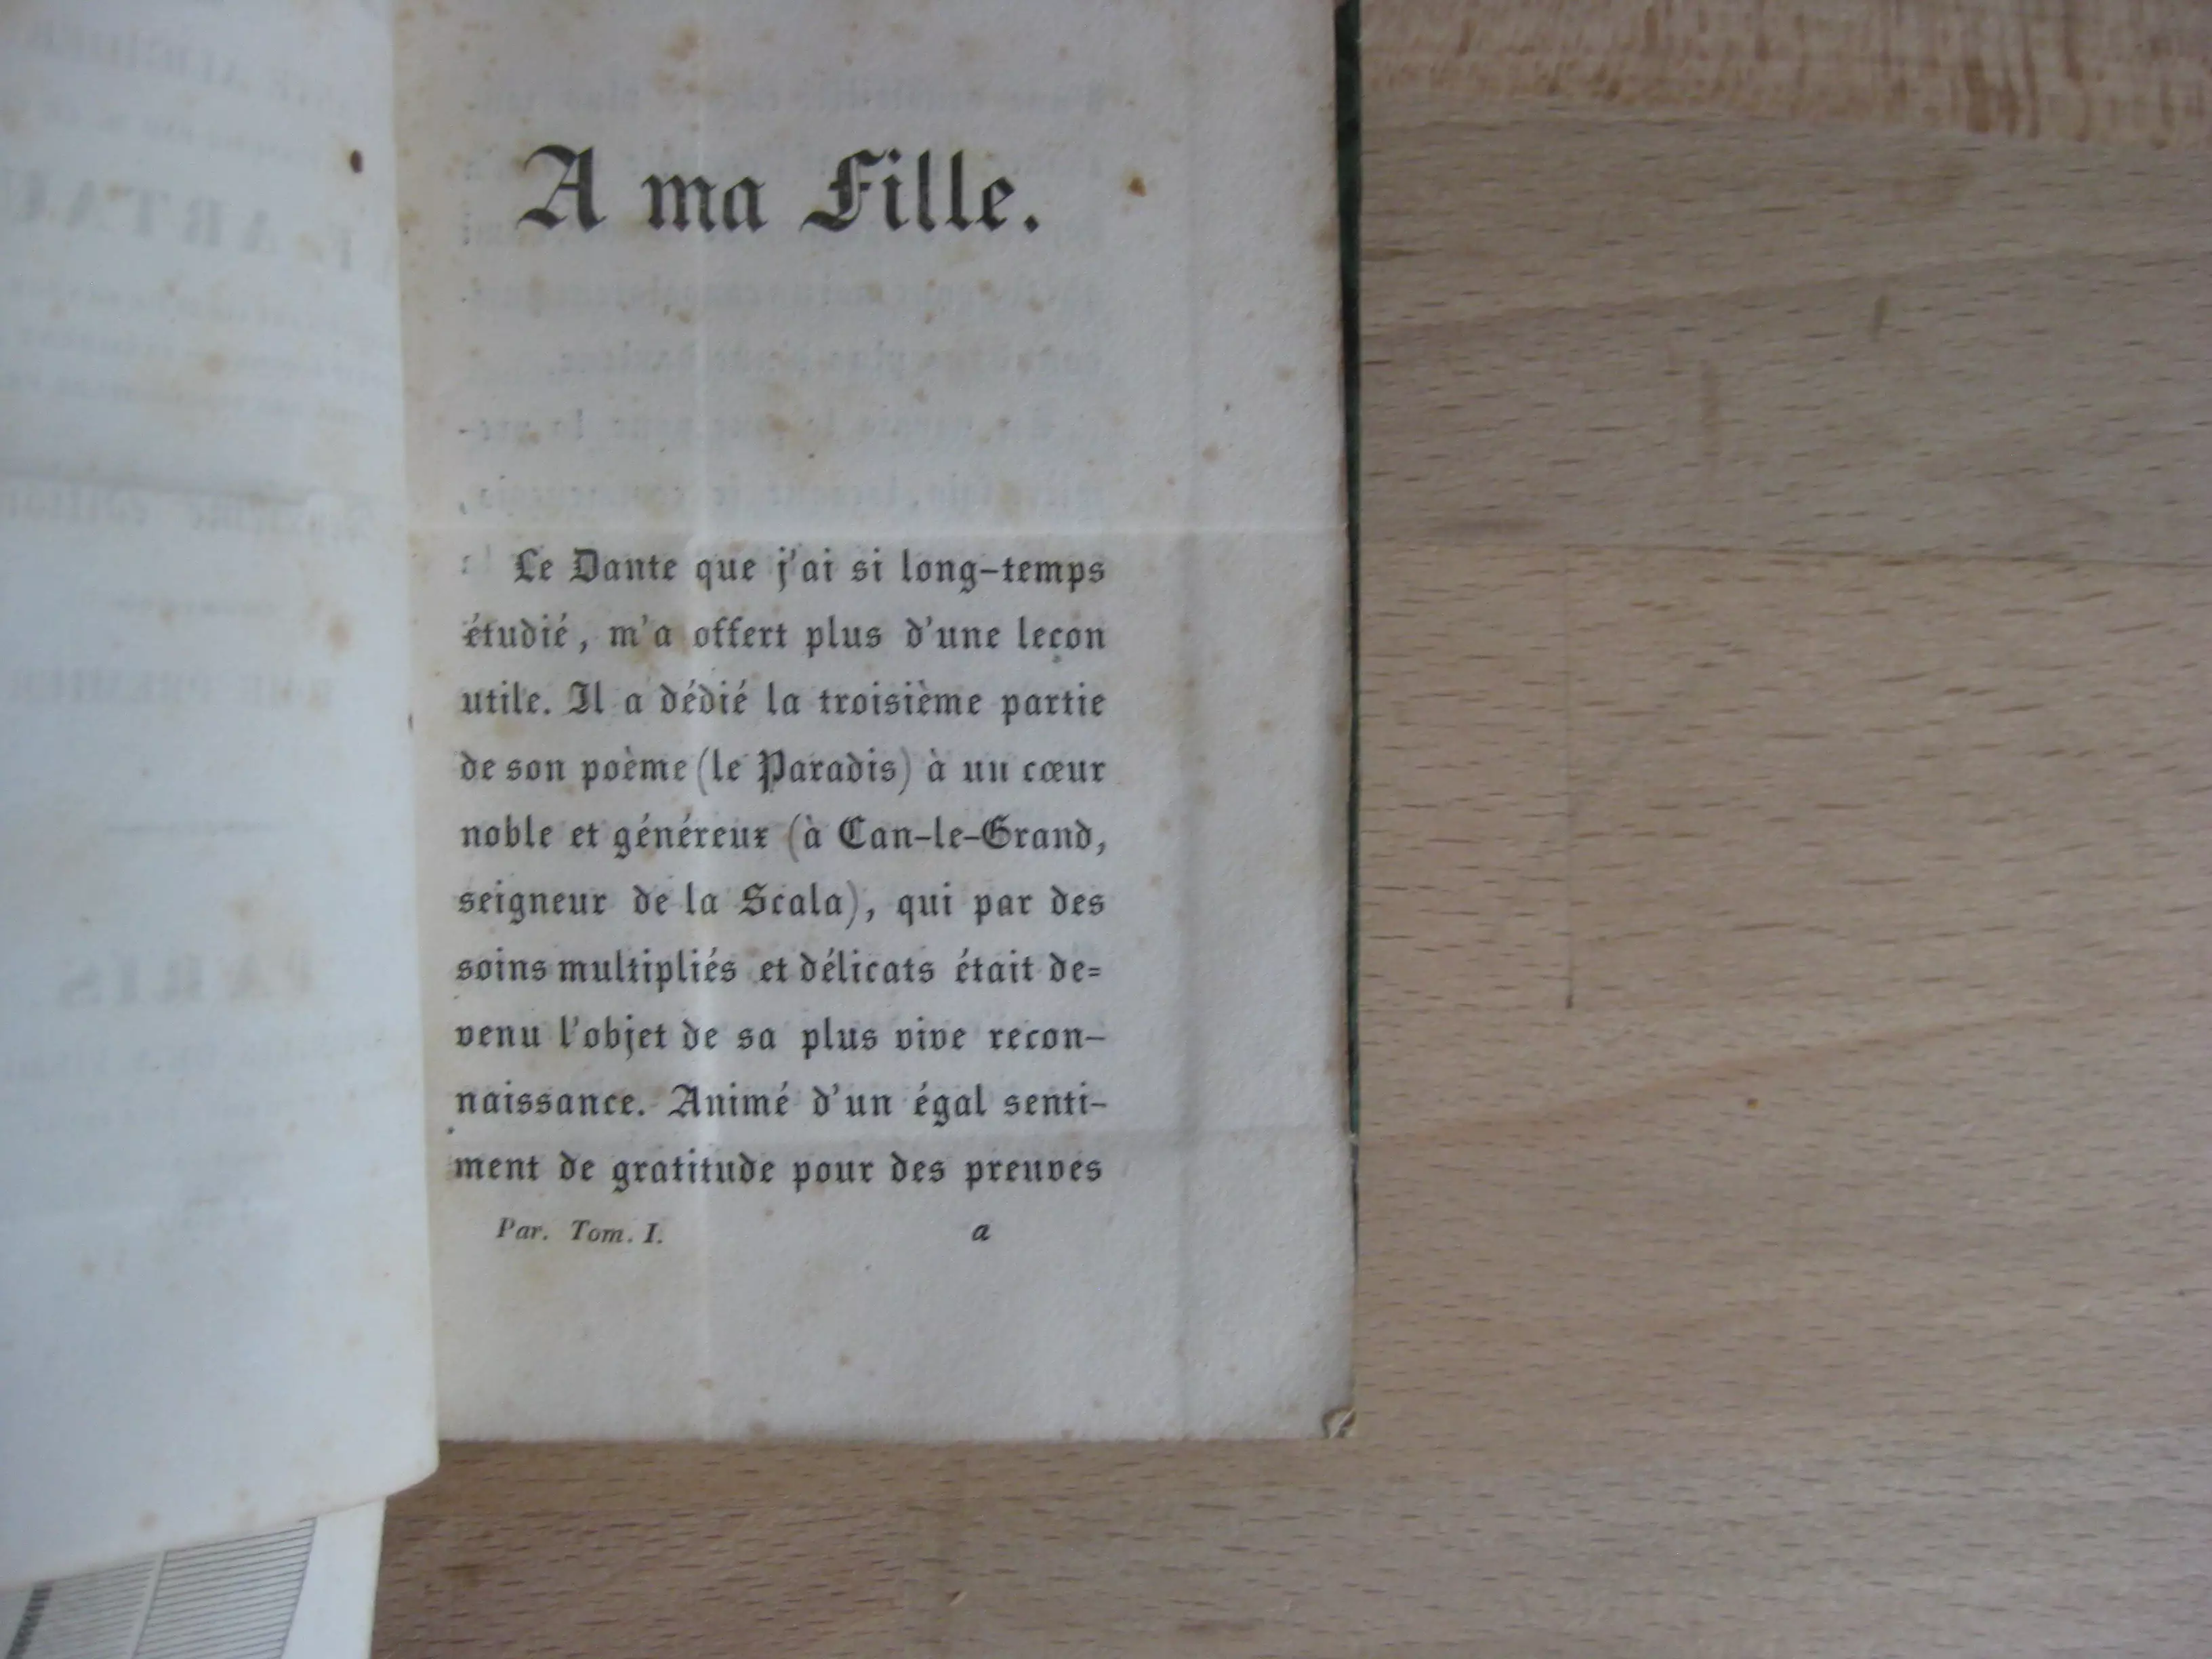 A ma Fille.
Le Dante que j'ai si long-temps
étudié, m'a offert plus d'une leçon
utile. Il a dédié la troisième partie
de son poème (le Paradis) à un cœur
noble et généreux (à Can-le-Grand,
seigneur de la Scala), qui par des
soins multipliés et délicats était de=
venu l'objet de sa plus vive recon-
naissance. Animé d'un égal senti-
ment de gratitude pour des preuves
Par. Tom. I. a